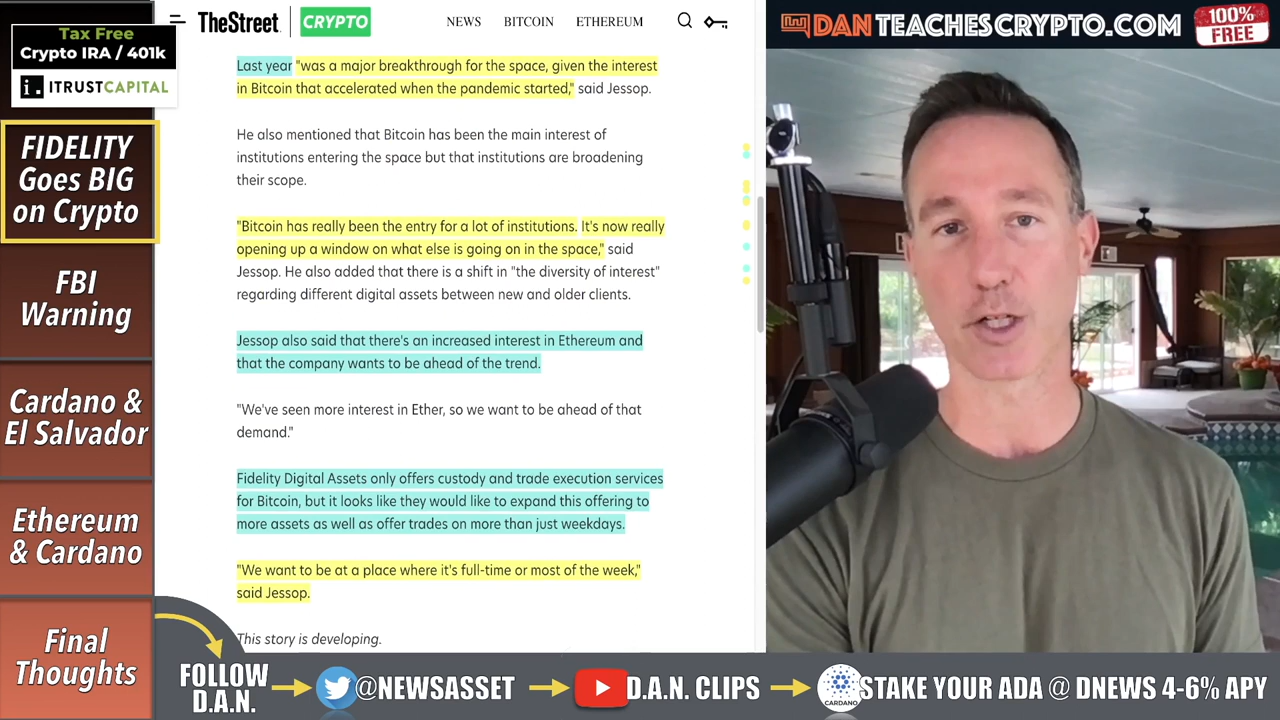 Tax Free
Crypto IRA / 401k
i. ITRUSTCAPITAL
FIDELITY
Goes BIG
on Crypto
FBI
Warning
Cardano &
El Salvador
Ethereum
& Cardano
Final
Thoughts
TheStreet CRYPTO
NEWS BITCOIN ETHEREUM
Last year "was a major breakthrough for the space, given the interest
in Bitcoin that accelerated when the pandemic started," said Jessop.
He also mentioned that Bitcoin has been the main interest of
institutions entering the space but that institutions are broadening
their scope.
"Bitcoin has really been the entry for a lot of institutions. It's now really
opening up a window on what else is going on in the space," said
Jessop. He also added that there is a shift in "the diversity of interest"
regarding different digital assets between new and older clients.
Jessop also said that there's an increased interest in Ethereum and
that the company wants to be ahead of the trend.
"We've seen more interest in Ether, so we want to be ahead of that
demand."
Fidelity Digital Assets only offers custody and trade execution services
for Bitcoin, but it looks like they would like to expand this offering to
more assets as well as offer trades on more than just weekdays.
"We want to be at a place where it's full-time or most of the week,"
said Jessop.
This story is developing.
DANTEACHESCRYPTO.COM
100%
FREE
FOLLOW
D.A.N.
@NEWSASSET
D.A.N. CLIPS
CARDANO
STAKE YOUR ADA @ DNEWS 4-6% APY